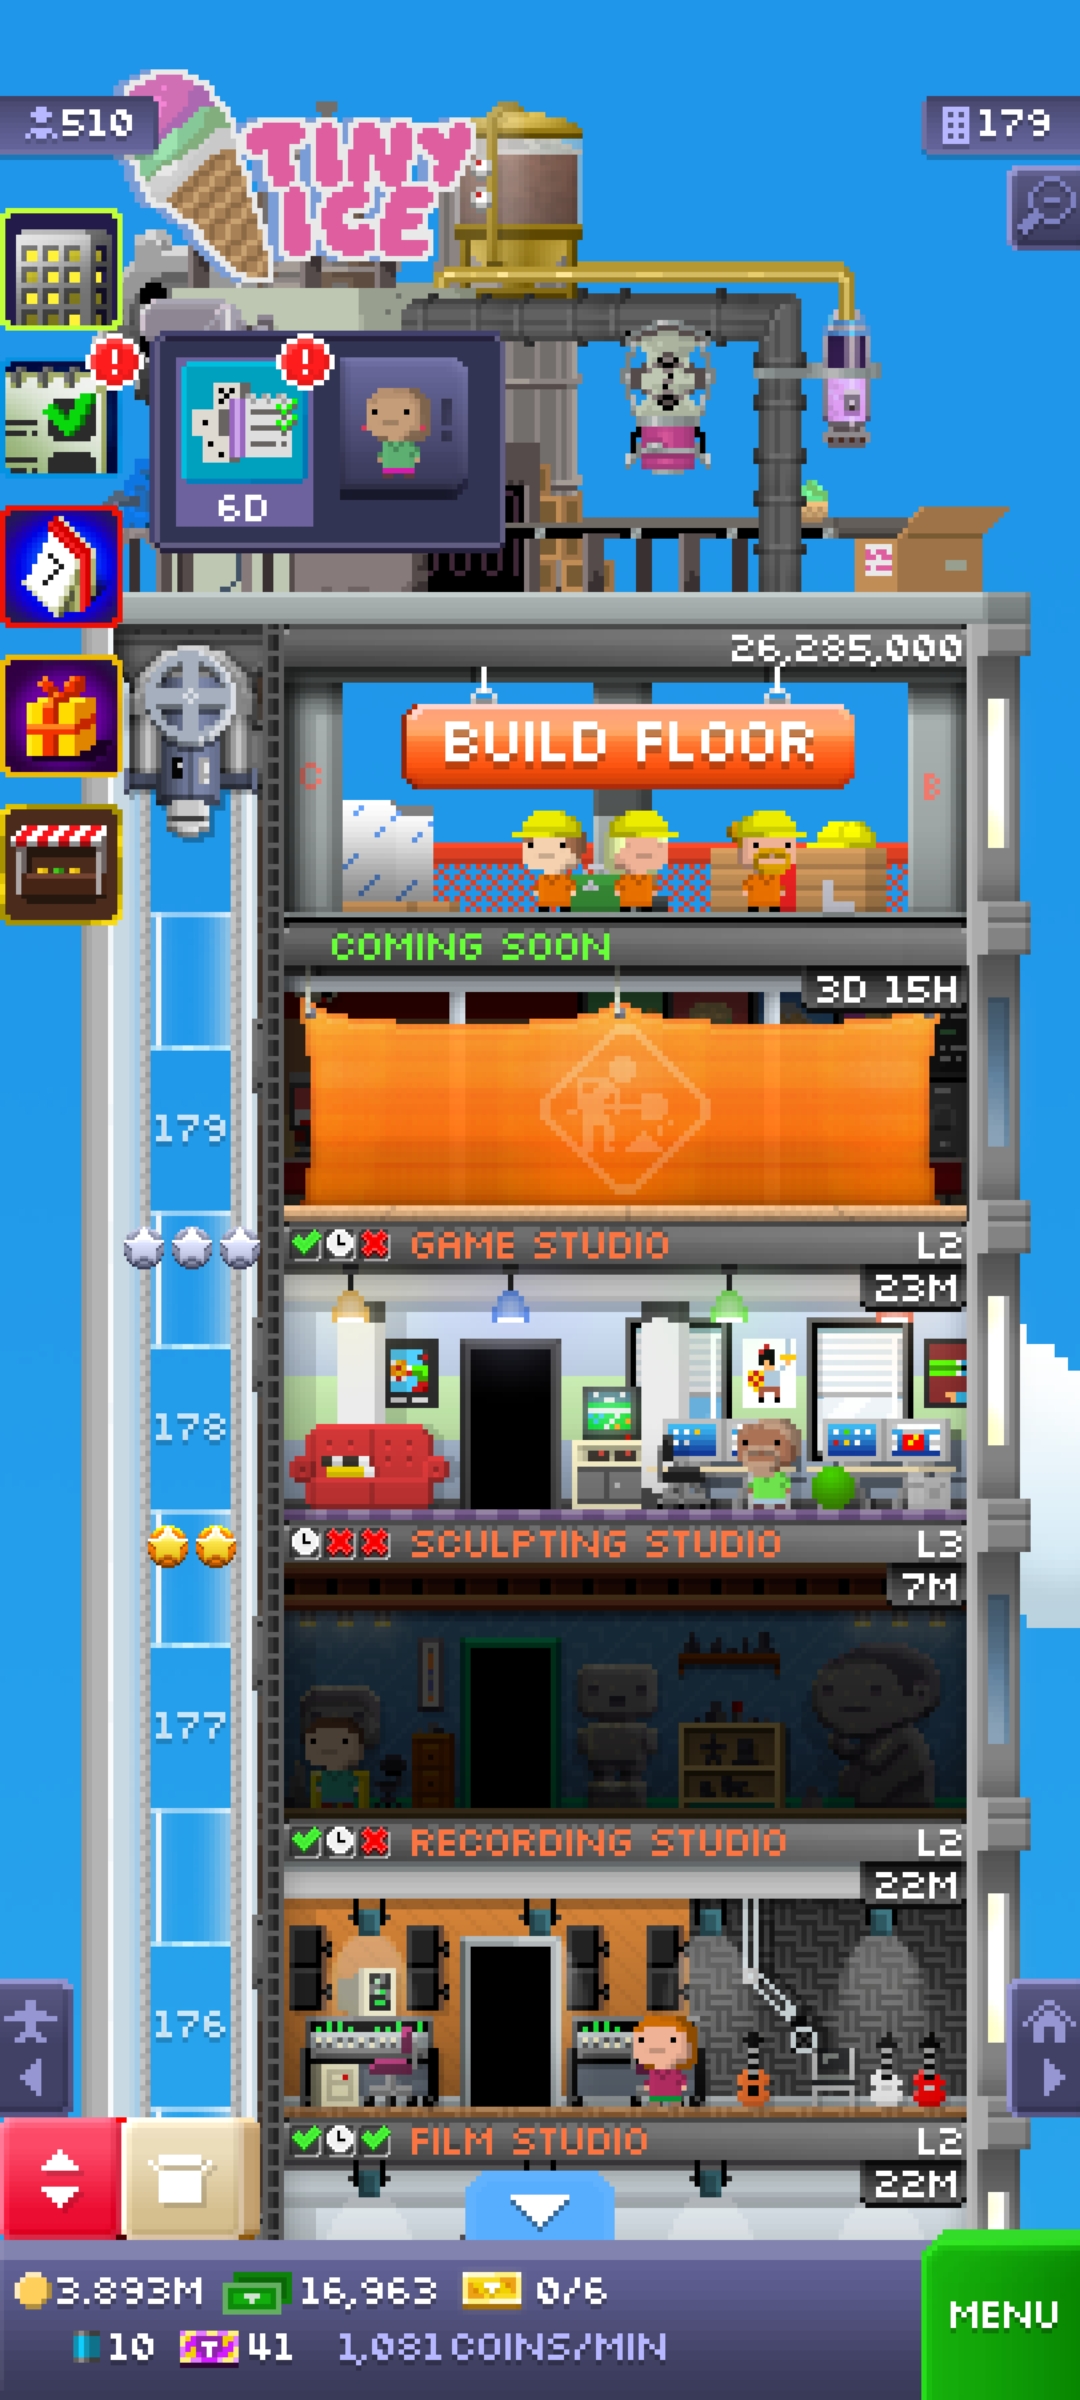 510
179
TINY
ICE
6D
7
26,285,000
BUILD FLOOR
C
B
L
COMING SOON
3D 15H
179
GAME STUDIO L2
23M
178
SCULPTING STUDIO L3
7M
177
RECORDING STUDIO L2
22M
176
FILM STUDIO L2
22M
3.893M 16,963 0/6
10 T 41 1,081 COINS/MIN
MENU